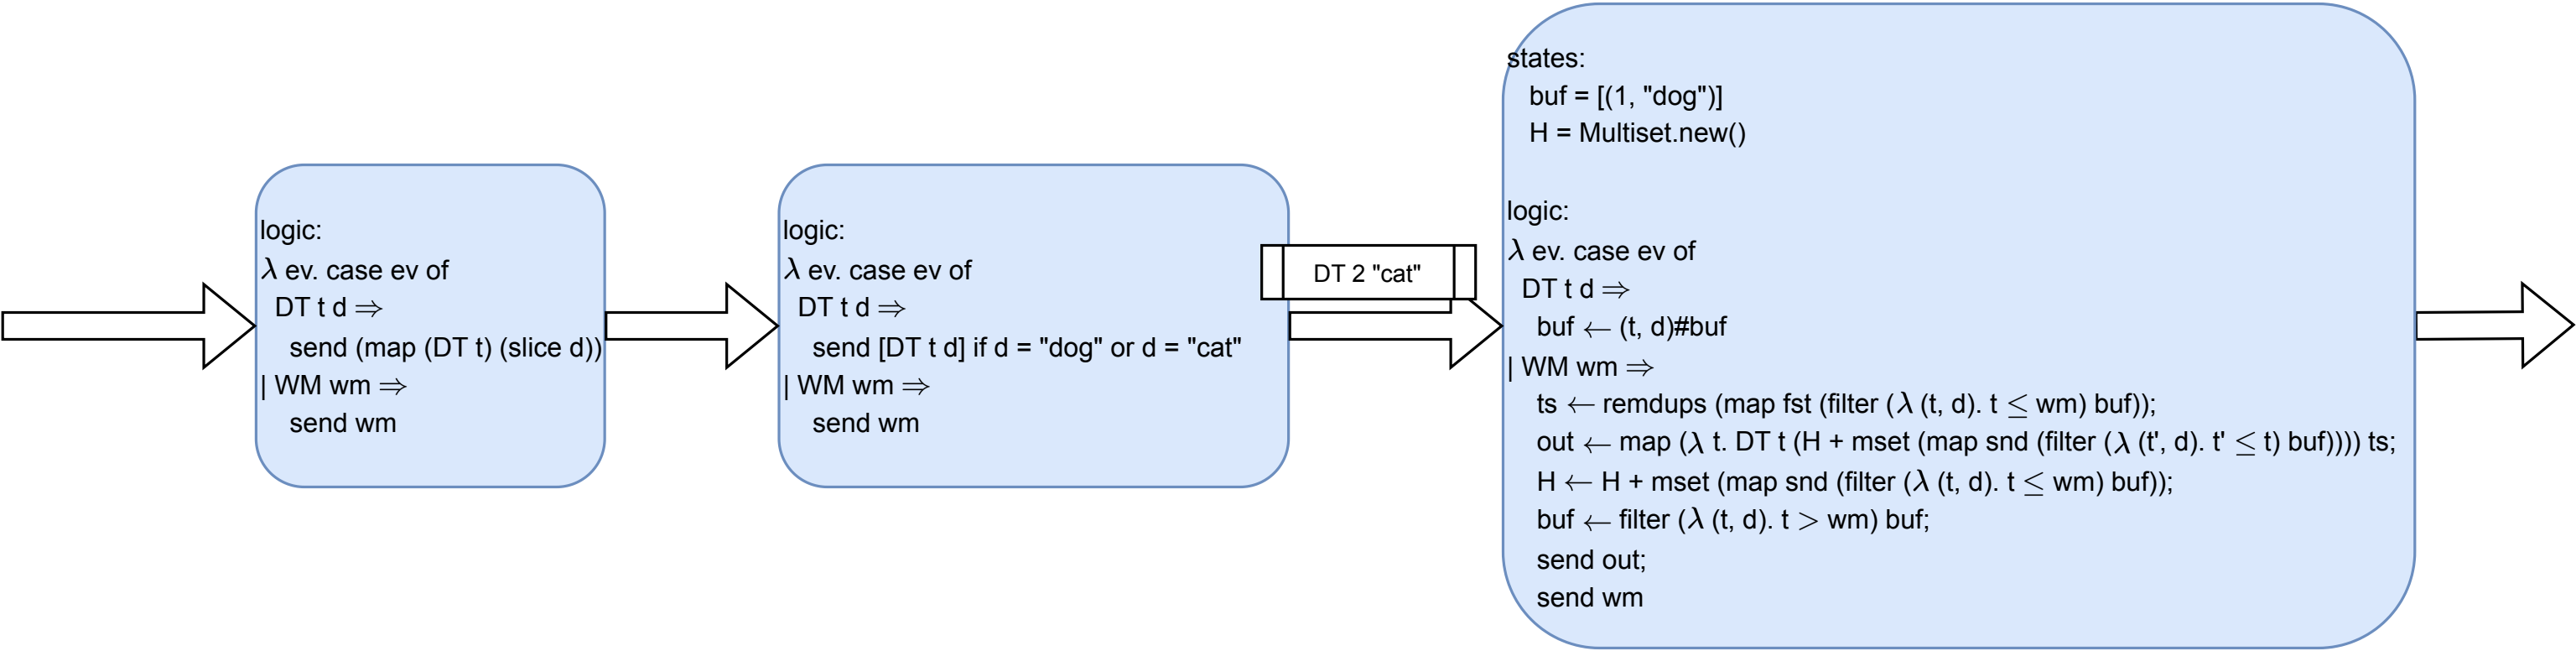 logic:
λ ev. case ev of
DT t d ⇒
send (map (DT t) (slice d))
| WM wm ⇒
send wm
logic:
λ ev. case ev of
DT t d ⇒
send [DT t d] if d = "dog" or d = "cat"
| WM wm ⇒
send wm
DT 2 "cat"
states:
buf = [(1, "dog")]
H = Multiset.new()
logic:
λ ev. case ev of
DT t d ⇒
buf ← (t, d)#buf
| WM wm ⇒
ts ← remdups (map fst (filter (λ (t, d). t ≤ wm) buf));
out ← map (λ t. DT t (H + mset (map snd (filter (λ (t', d). t' ≤ t) buf)))) ts;
H ← H + mset (map snd (filter (λ (t, d). t ≤ wm) buf));
buf ← filter (λ (t, d). t > wm) buf;
send out;
send wm